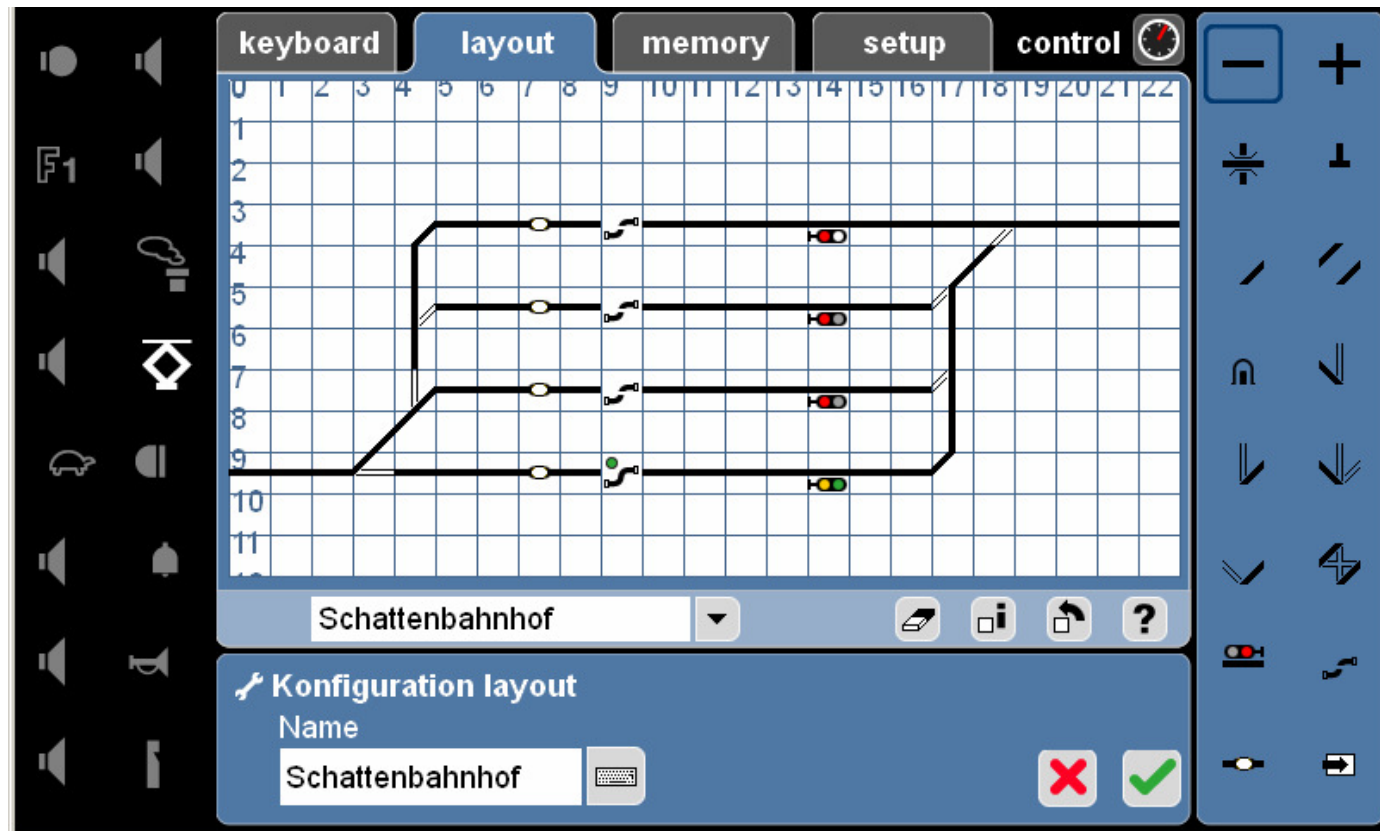 keyboard layout memory setup control
0 1 2 3 4 5 6 7 8 9 10 11 12 13 14 15 16 17 18 19 20 21 22
1
2
F1
3
4
5
6
7
8
9
10
11
Schattenbahnhof
i
?
Konfiguration layout
Name
Schattenbahnhof